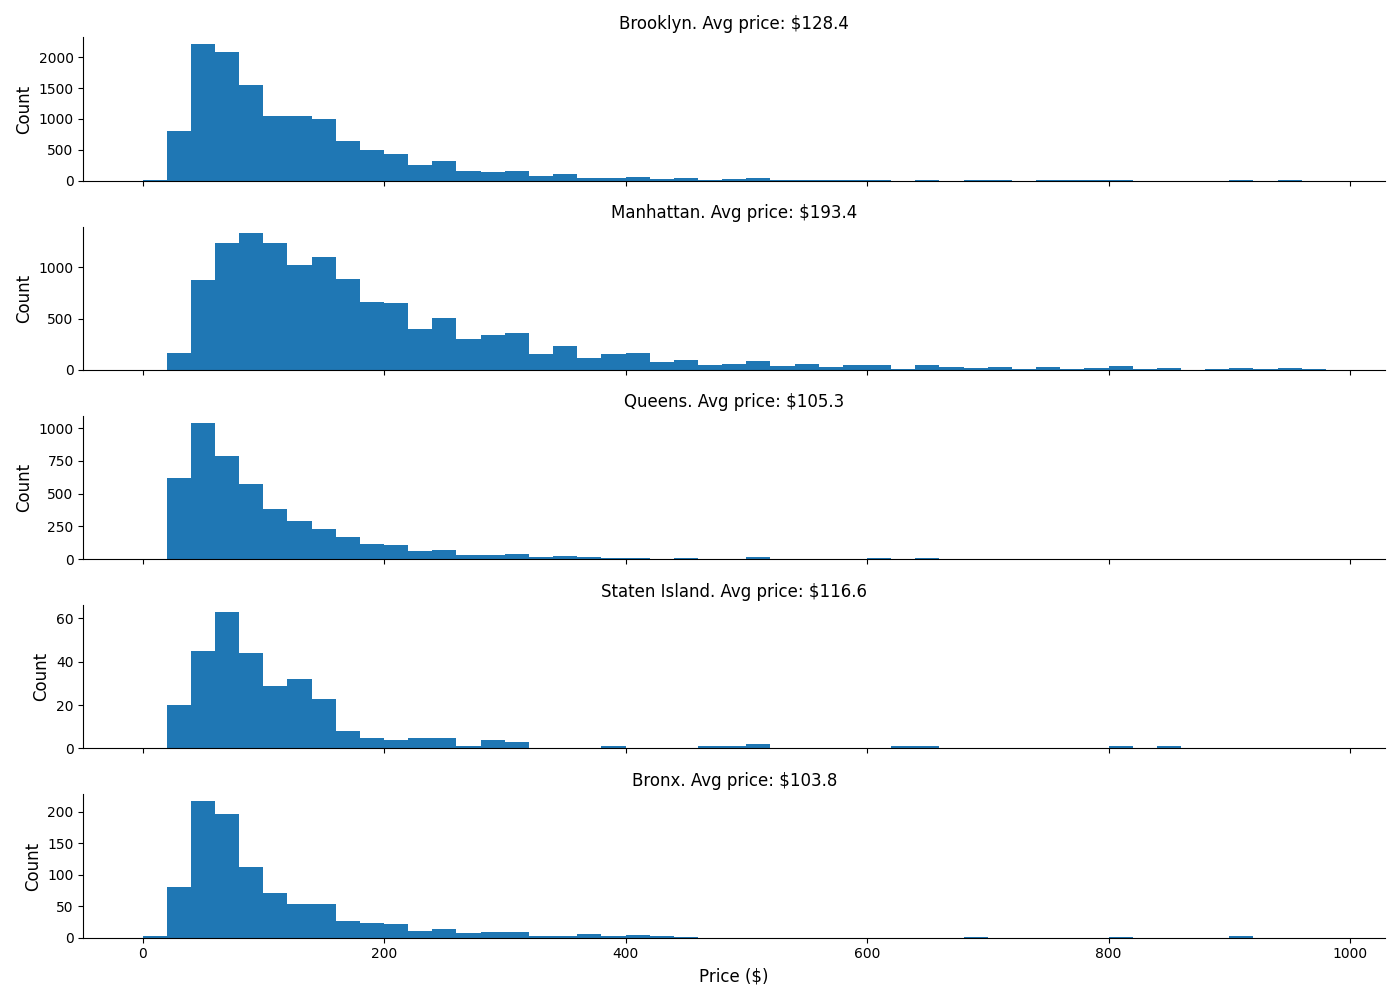 Brooklyn. Avg price: $128.4
2000
1500
1000
500
0
Count
Manhattan. Avg price: $193.4
1000
500
0
Count
Queens. Avg price: $105.3
1000
750
500
250
0
Count
Staten Island. Avg price: $116.6
60
40
20
0
Count
Bronx. Avg price: $103.8
200
150
100
50
0
Count
0 200 400 600 800 1000
Price ($)